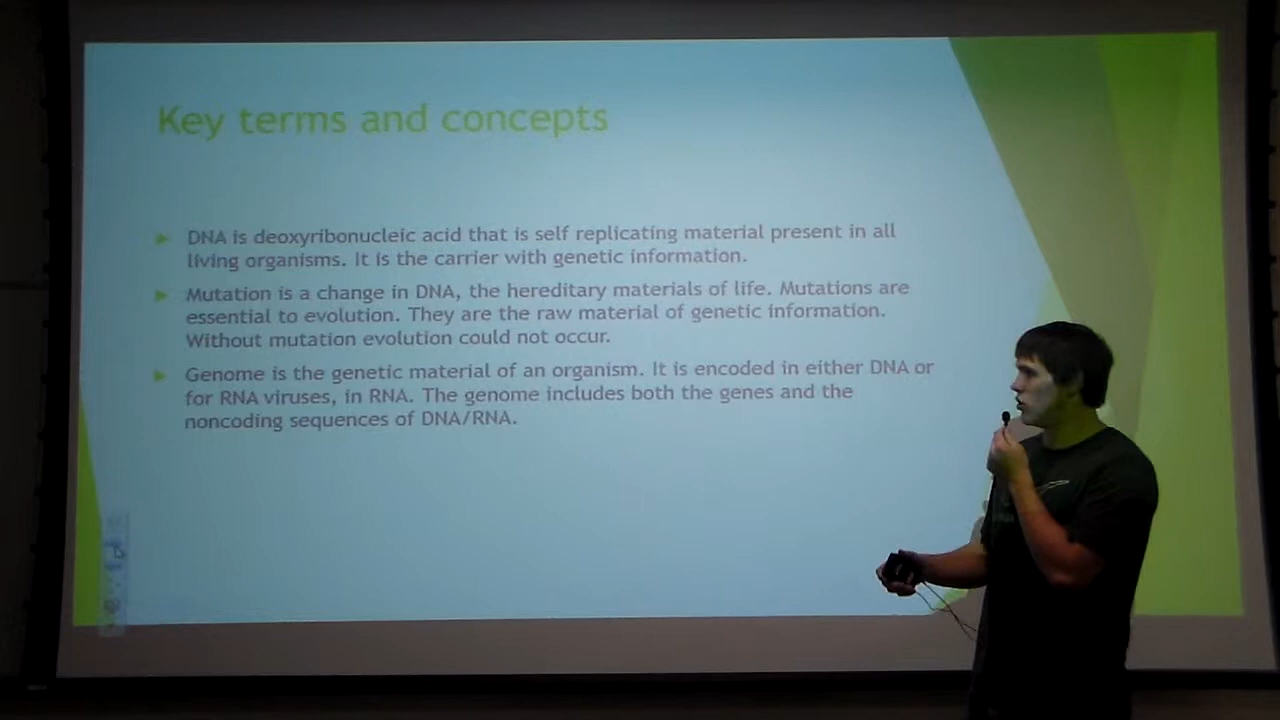 Key terms and concepts
DNA is deoxyribonucleic acid that is self replicating material present in all
living organisms. It is the carrier with genetic information.
Mutation is a change in DNA, the hereditary materials of life. Mutations are
essential to evolution. They are the raw material of genetic information.
Without mutation evolution could not occur.
Genome is the genetic material of an organism. It is encoded in either DNA or
for RNA viruses, in RNA. The genome includes both the genes and the
noncoding sequences of DNA/RNA.